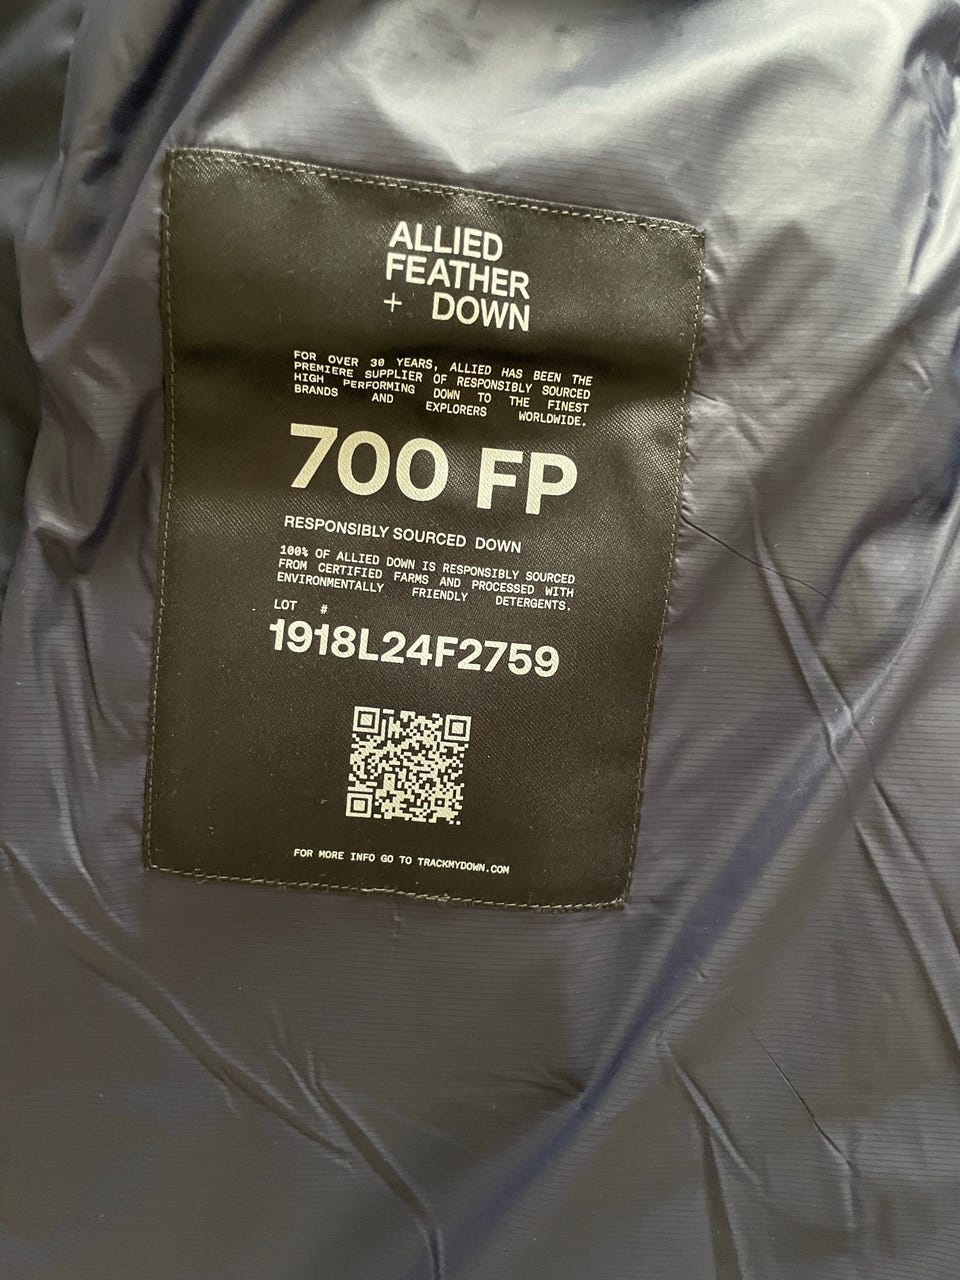 ALLIED
FEATHER
+ DOWN
FOR OVER 30 YEARS, ALLIED HAS BEEN THE
PREMIERE SUPPLIER OF RESPONSIBLY SOURCED
HIGH PERFORMING DOWN TO THE FINEST
BRANDS AND EXPLORERS WORLDWIDE.
700 FP
RESPONSIBLY SOURCED DOWN
100% OF ALLIED DOWN IS RESPONSIBLY SOURCED
FROM CERTIFIED FARMS AND PROCESSED WITH
ENVIRONMENTALLY FRIENDLY DETERGENTS.
LOT #
1918L24F2759
FOR MORE INFO GO TO TRACKMYDOWN.COM